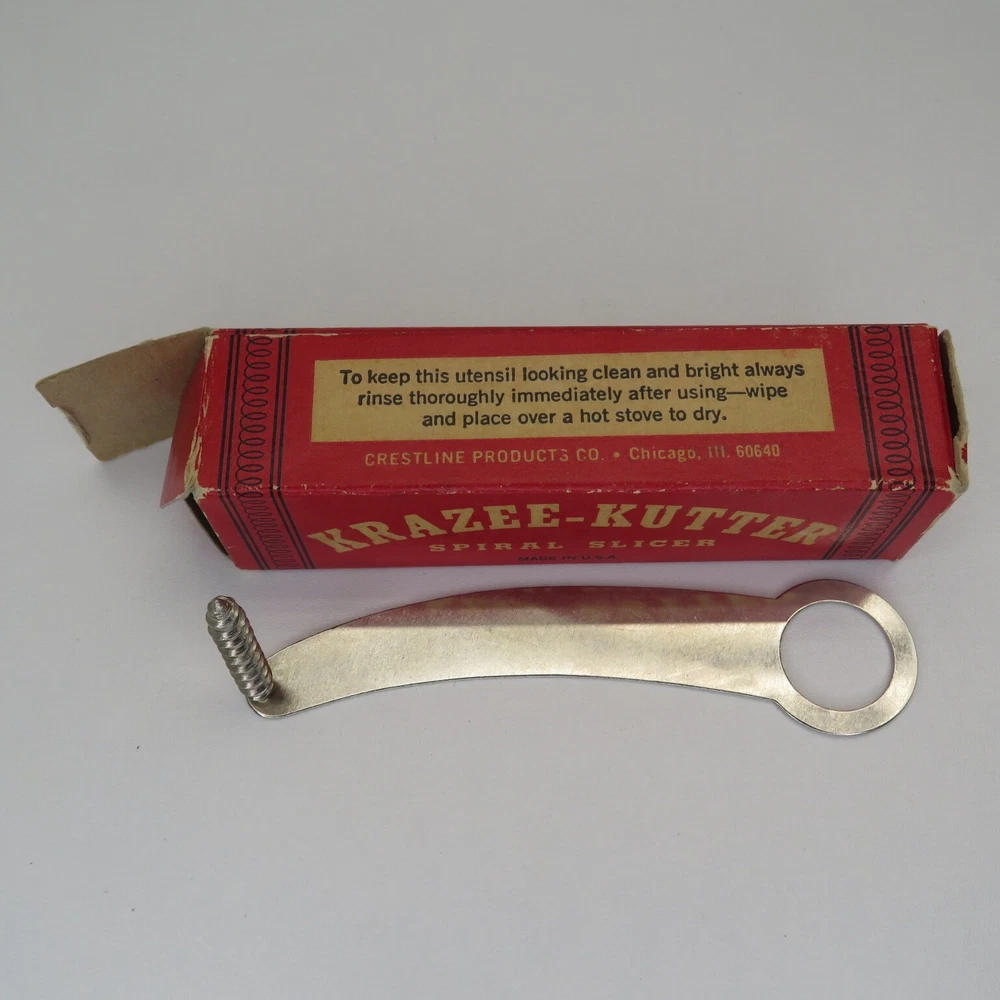 To keep this utensil looking clean and bright always
rinse thoroughly immediately after using—wipe
and place over a hot stove to dry.
CRESTLINE PRODUCTS CO. • Chicago, Ill. 60640
KRAZEE-KUTTER
SPIRAL SLICER
MADE IN U.S.A.